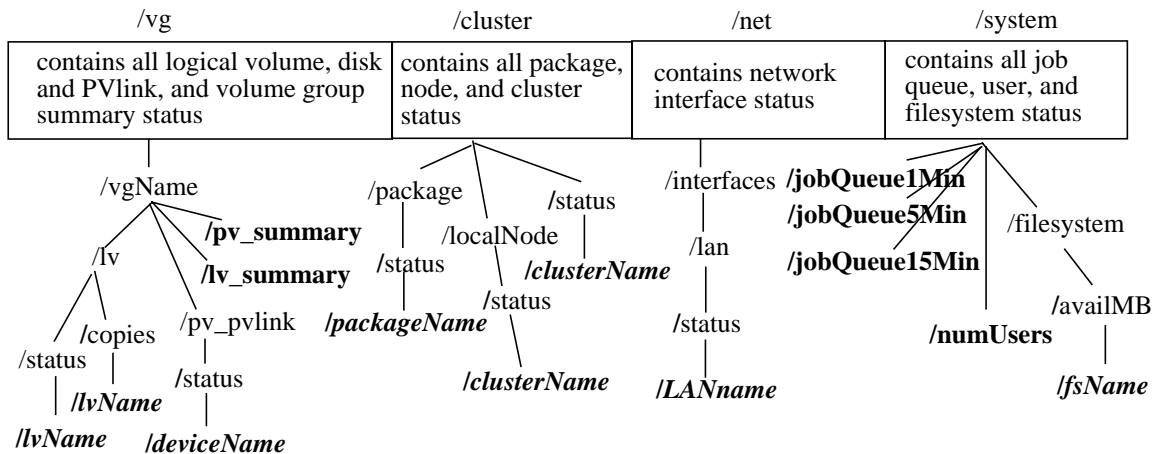 /vg
/cluster
/net
/system
contains all logical volume, disk
and PVlink, and volume group
summary status
contains all package,
node, and cluster
status
contains network
interface status
contains all job
queue, user, and
filesystem status
/vgName
/pv_summary
/lv
/lv_summary
/copies
/pv_pvlink
/status
/status
/lvName
/lvName
/deviceName
/package
/status
/localNode
/status
/clusterName
/packageName
/status
/clusterName
/interfaces
/lan
/status
/LANname
/jobQueue1Min
/jobQueue5Min
/jobQueue15Min
/filesystem
/availMB
/numUsers
/fsName